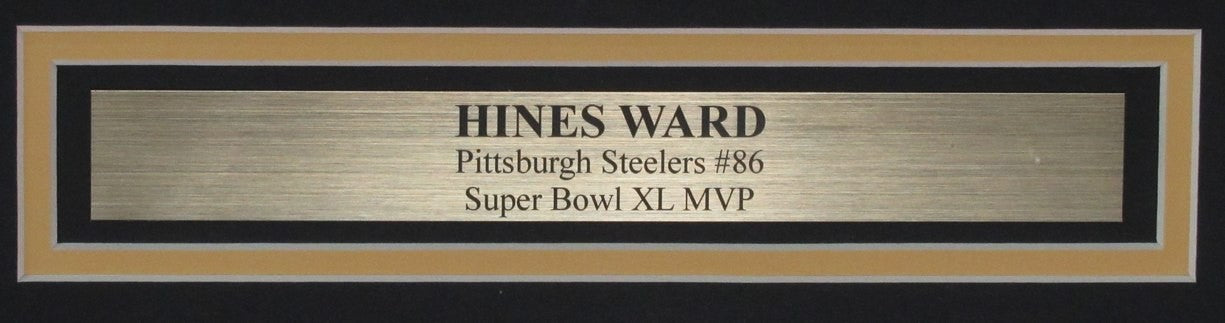 HINES WARD
Pittsburgh Steelers #86
Super Bowl XL MVP